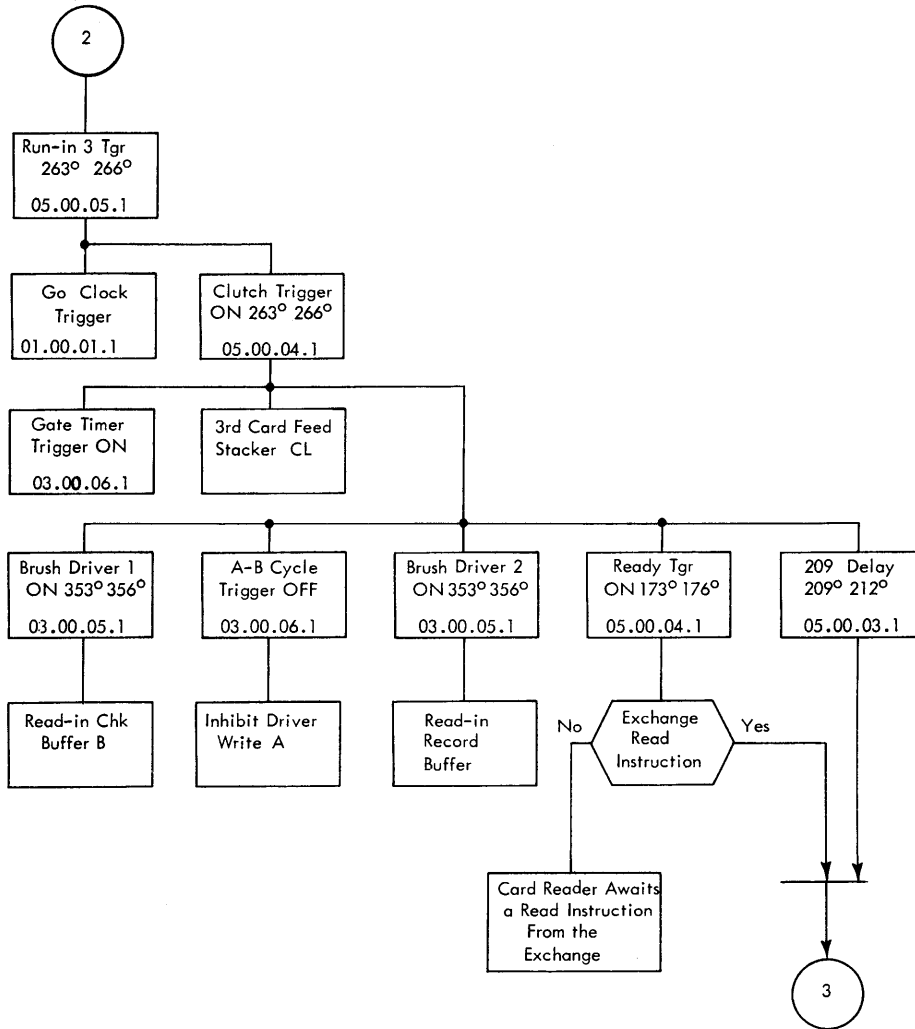 2
Run-in 3 Tgr
263° 266°
05.00.05.1
Go Clock
Trigger
01.00.01.1
Clutch Trigger
ON 263° 266°
05.00.04.1
Gate Timer
Trigger ON
03.00.06.1
3rd Card Feed
Stacker CL
Brush Driver 1
ON 353° 356°
03.00.05.1
A-B Cycle
Trigger OFF
03.00.06.1
Brush Driver 2
ON 353° 356°
03.00.05.1
Ready Tgr
ON 173° 176°
05.00.04.1
209 Delay
209° 212°
05.00.03.1
Read-in Chk
Buffer B
Inhibit Driver
Write A
Read-in
Record
Buffer
No
Exchange
Read
Instruction
Yes
Card Reader Awaits
a Read Instruction
From the
Exchange
3